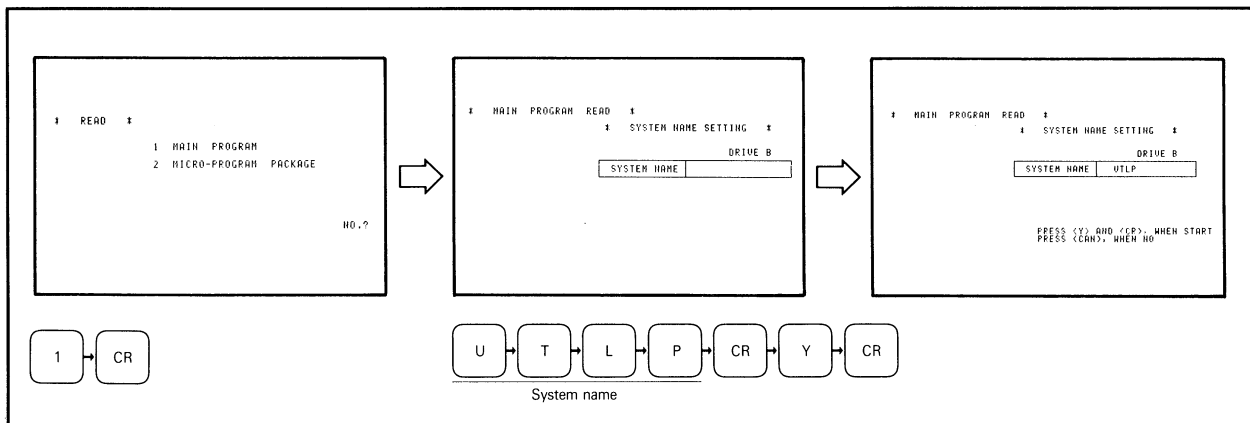 * READ *
1 MAIN PROGRAM
2 MICRO-PROGRAM PACKAGE
NO.?
* MAIN PROGRAM READ *
* SYSTEM NAME SETTING *
DRIVE B
SYSTEM NAME
* MAIN PROGRAM READ *
* SYSTEM NAME SETTING *
DRIVE B
SYSTEM NAME UTLP
PRESS (Y) AND (CR), WHEN START
PRESS (CAN), WHEN NO
1 CR
U T L P CR Y CR
System name